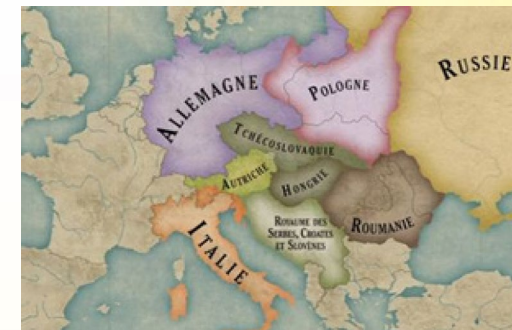 RUSSIE
ALLEMAGNE
POLOGNE
TCHÉCOSLOVAQUIE
AUTRICHE
HONGRIE
ROYAUME DES
SERBES, CROATES
ET SLOVÈNES
ROUMANIE
ITALIE